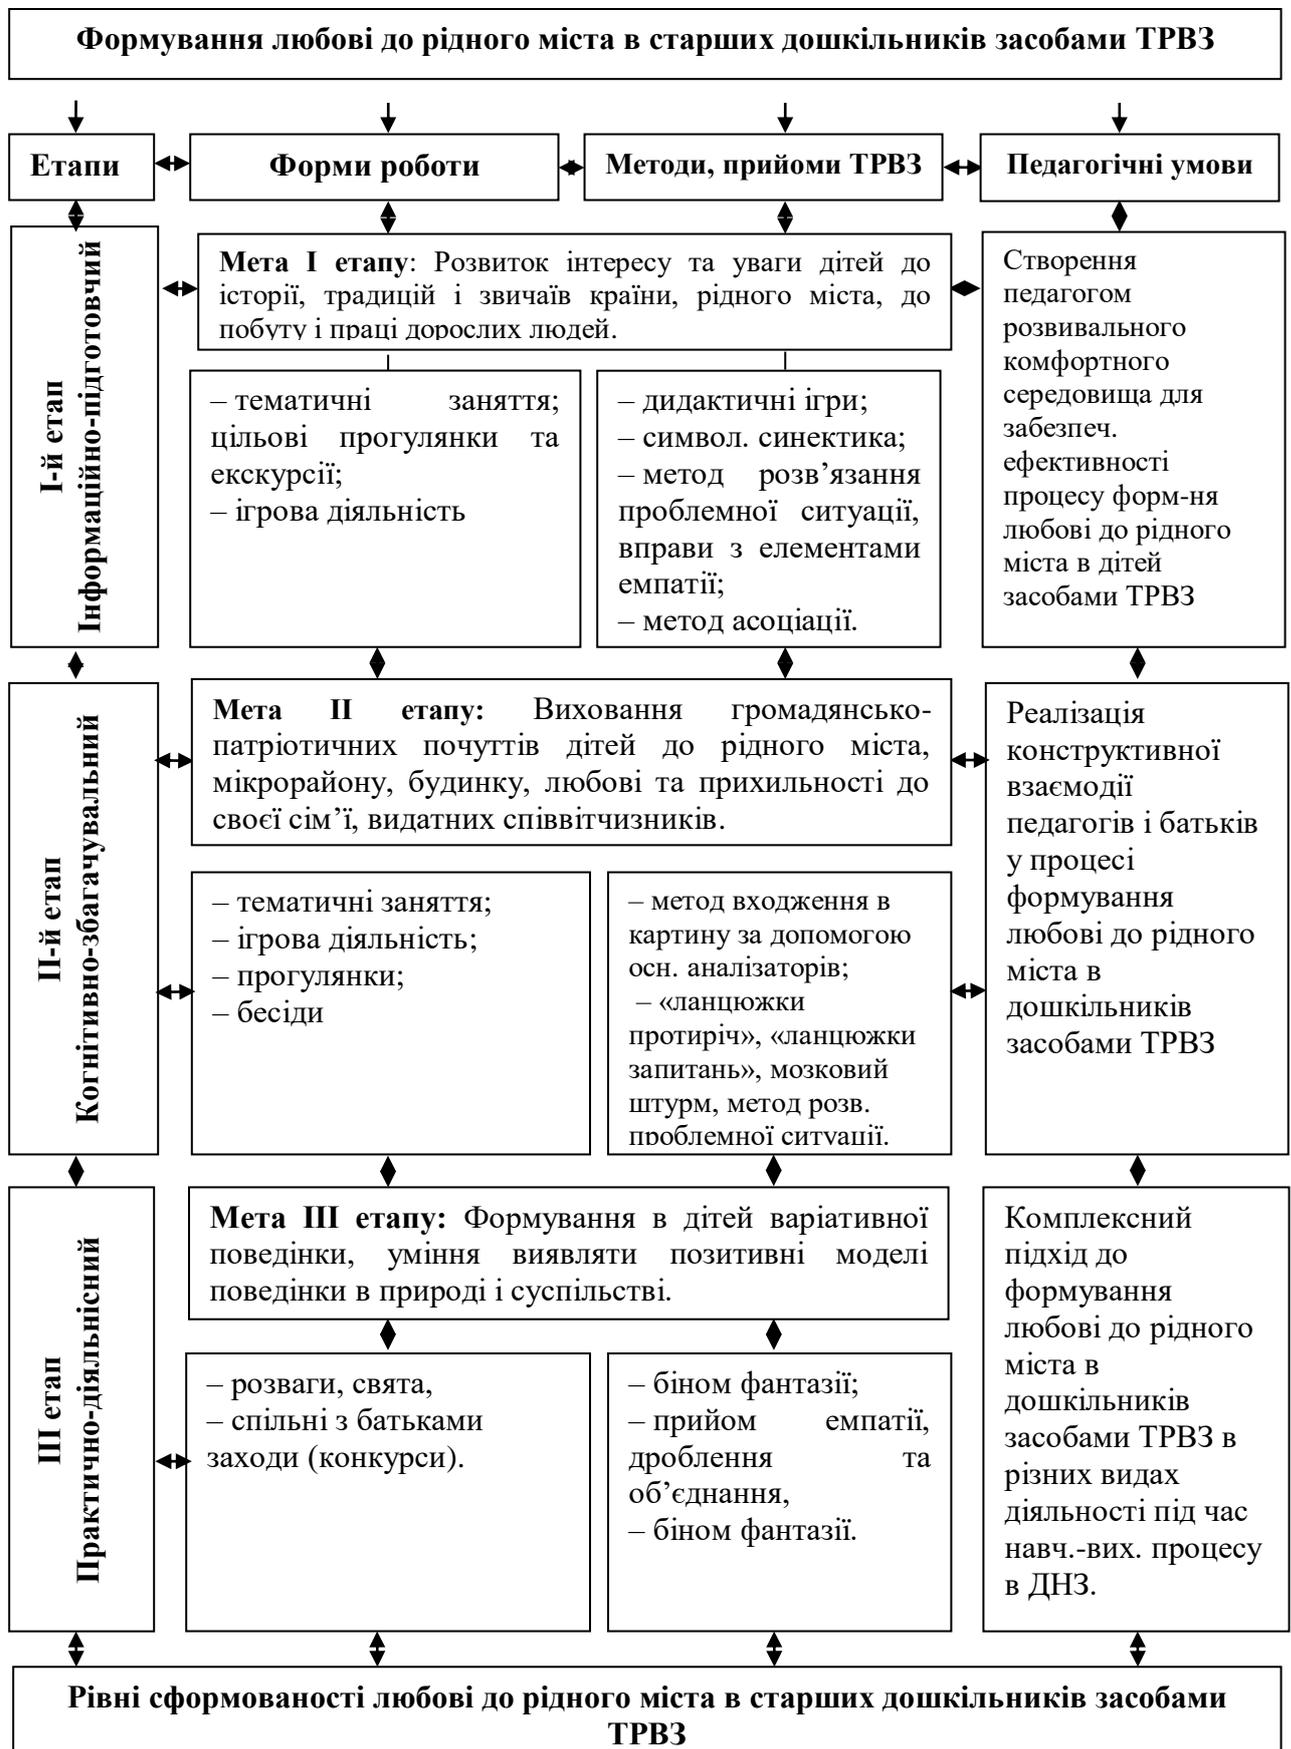 Формування любові до рідного міста в старших дошкільників засобами ТРВЗ
Етапи
Форми роботи
Методи, прийоми ТРВЗ
Педагогічні умови
І-й етап
Інформаційно-підготовчий
Мета І етапу: Розвиток інтересу та уваги дітей до
історії, традицій і звичаїв країни, рідного міста, до
побуту і праці дорослих людей.
– тематичні заняття;
цільові прогулянки та
екскурсії;
– ігрова діяльність
– дидактичні ігри;
– символ. синектика;
– метод розв’язання
проблемної ситуації,
вправи з елементами
емпатії;
– метод асоціації.
Створення
педагогом
розвивального
комфортного
середовища для
забезпеч.
ефективності
процесу форм-ня
любові до рідного
міста в дітей
засобами ТРВЗ
ІІ-й етап
Когнітивно-збагачувальний
Мета ІІ етапу: Виховання громадянсько-
патріотичних почуттів дітей до рідного міста,
мікрорайону, будинку, любові та прихильності до
своєї сім’ї, видатних співвітчизників.
– тематичні заняття;
– ігрова діяльність;
– прогулянки;
– бесіди
– метод входження в
картину за допомогою
осн. аналізаторів;
– «ланцюжки
протиріч», «ланцюжки
запитань», мозковий
штурм, метод розв.
проблемної ситуації.
Реалізація
конструктивної
взаємодії
педагогів і батьків
у процесі
формування
любові до рідного
міста в
дошкільників
засобами ТРВЗ
ІІІ етап
Практично-діяльнісний
Мета ІІІ етапу: Формування в дітей варіативної
поведінки, уміння виявляти позитивні моделі
поведінки в природі і суспільстві.
– розваги, свята,
– спільні з батьками
заходи (конкурси).
– біном фантазії;
– прийом емпатії,
дроблення та
об’єднання,
– біном фантазії.
Комплексний
підхід до
формування
любові до рідного
міста в
дошкільників
засобами ТРВЗ в
різних видах
діяльності під час
навч.-вих. процесу
в ДНЗ.
Рівні сформованості любові до рідного міста в старших дошкільників засобами
ТРВЗ